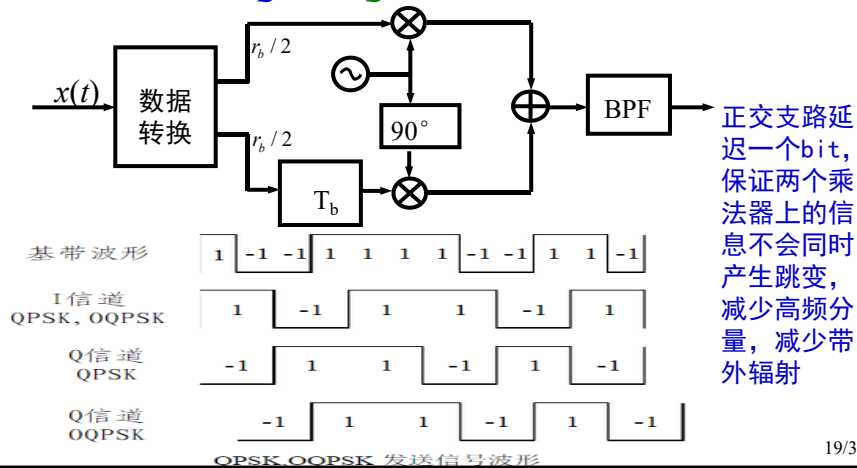 r_b / 2
x(t)
数据
转换
90°
BPF
r_b / 2
T_b
正交支路延
迟一个bit，
保证两个乘
法器上的信
息不会同时
产生跳变，
减少高频分
量，减少带
外辐射
基带波形
1 -1 -1 1 1 1 1 -1 -1 1 1 -1
I信道
QPSK, OQPSK
1 -1 1 1 -1 1
Q信道
QPSK
-1 1 1 -1 1 -1
Q信道
OQPSK
-1 1 1 -1 1 -1
QPSK,OQPSK 发送信号波形
19/3